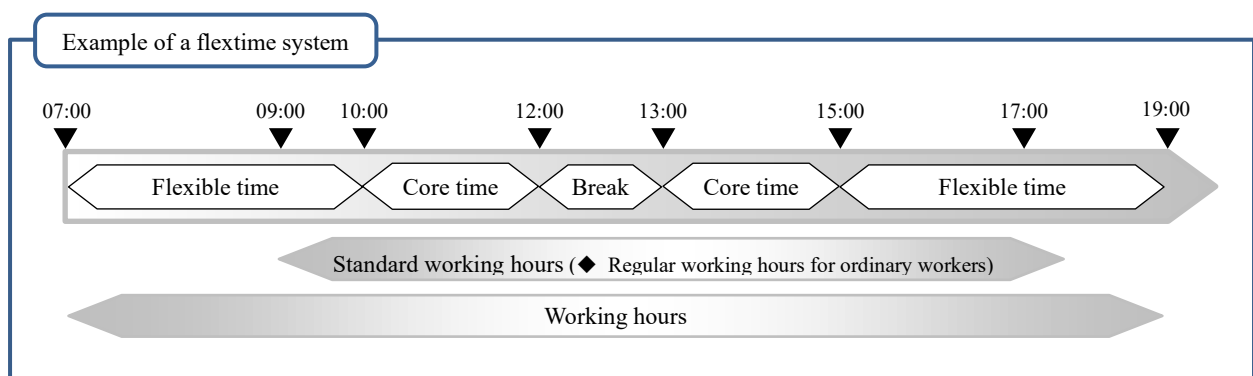 Example of a flextime system
07:00 09:00 10:00 12:00 13:00 15:00 17:00 19:00
Flexible time Core time Break Core time Flexible time
Standard working hours (◆ Regular working hours for ordinary workers)
Working hours